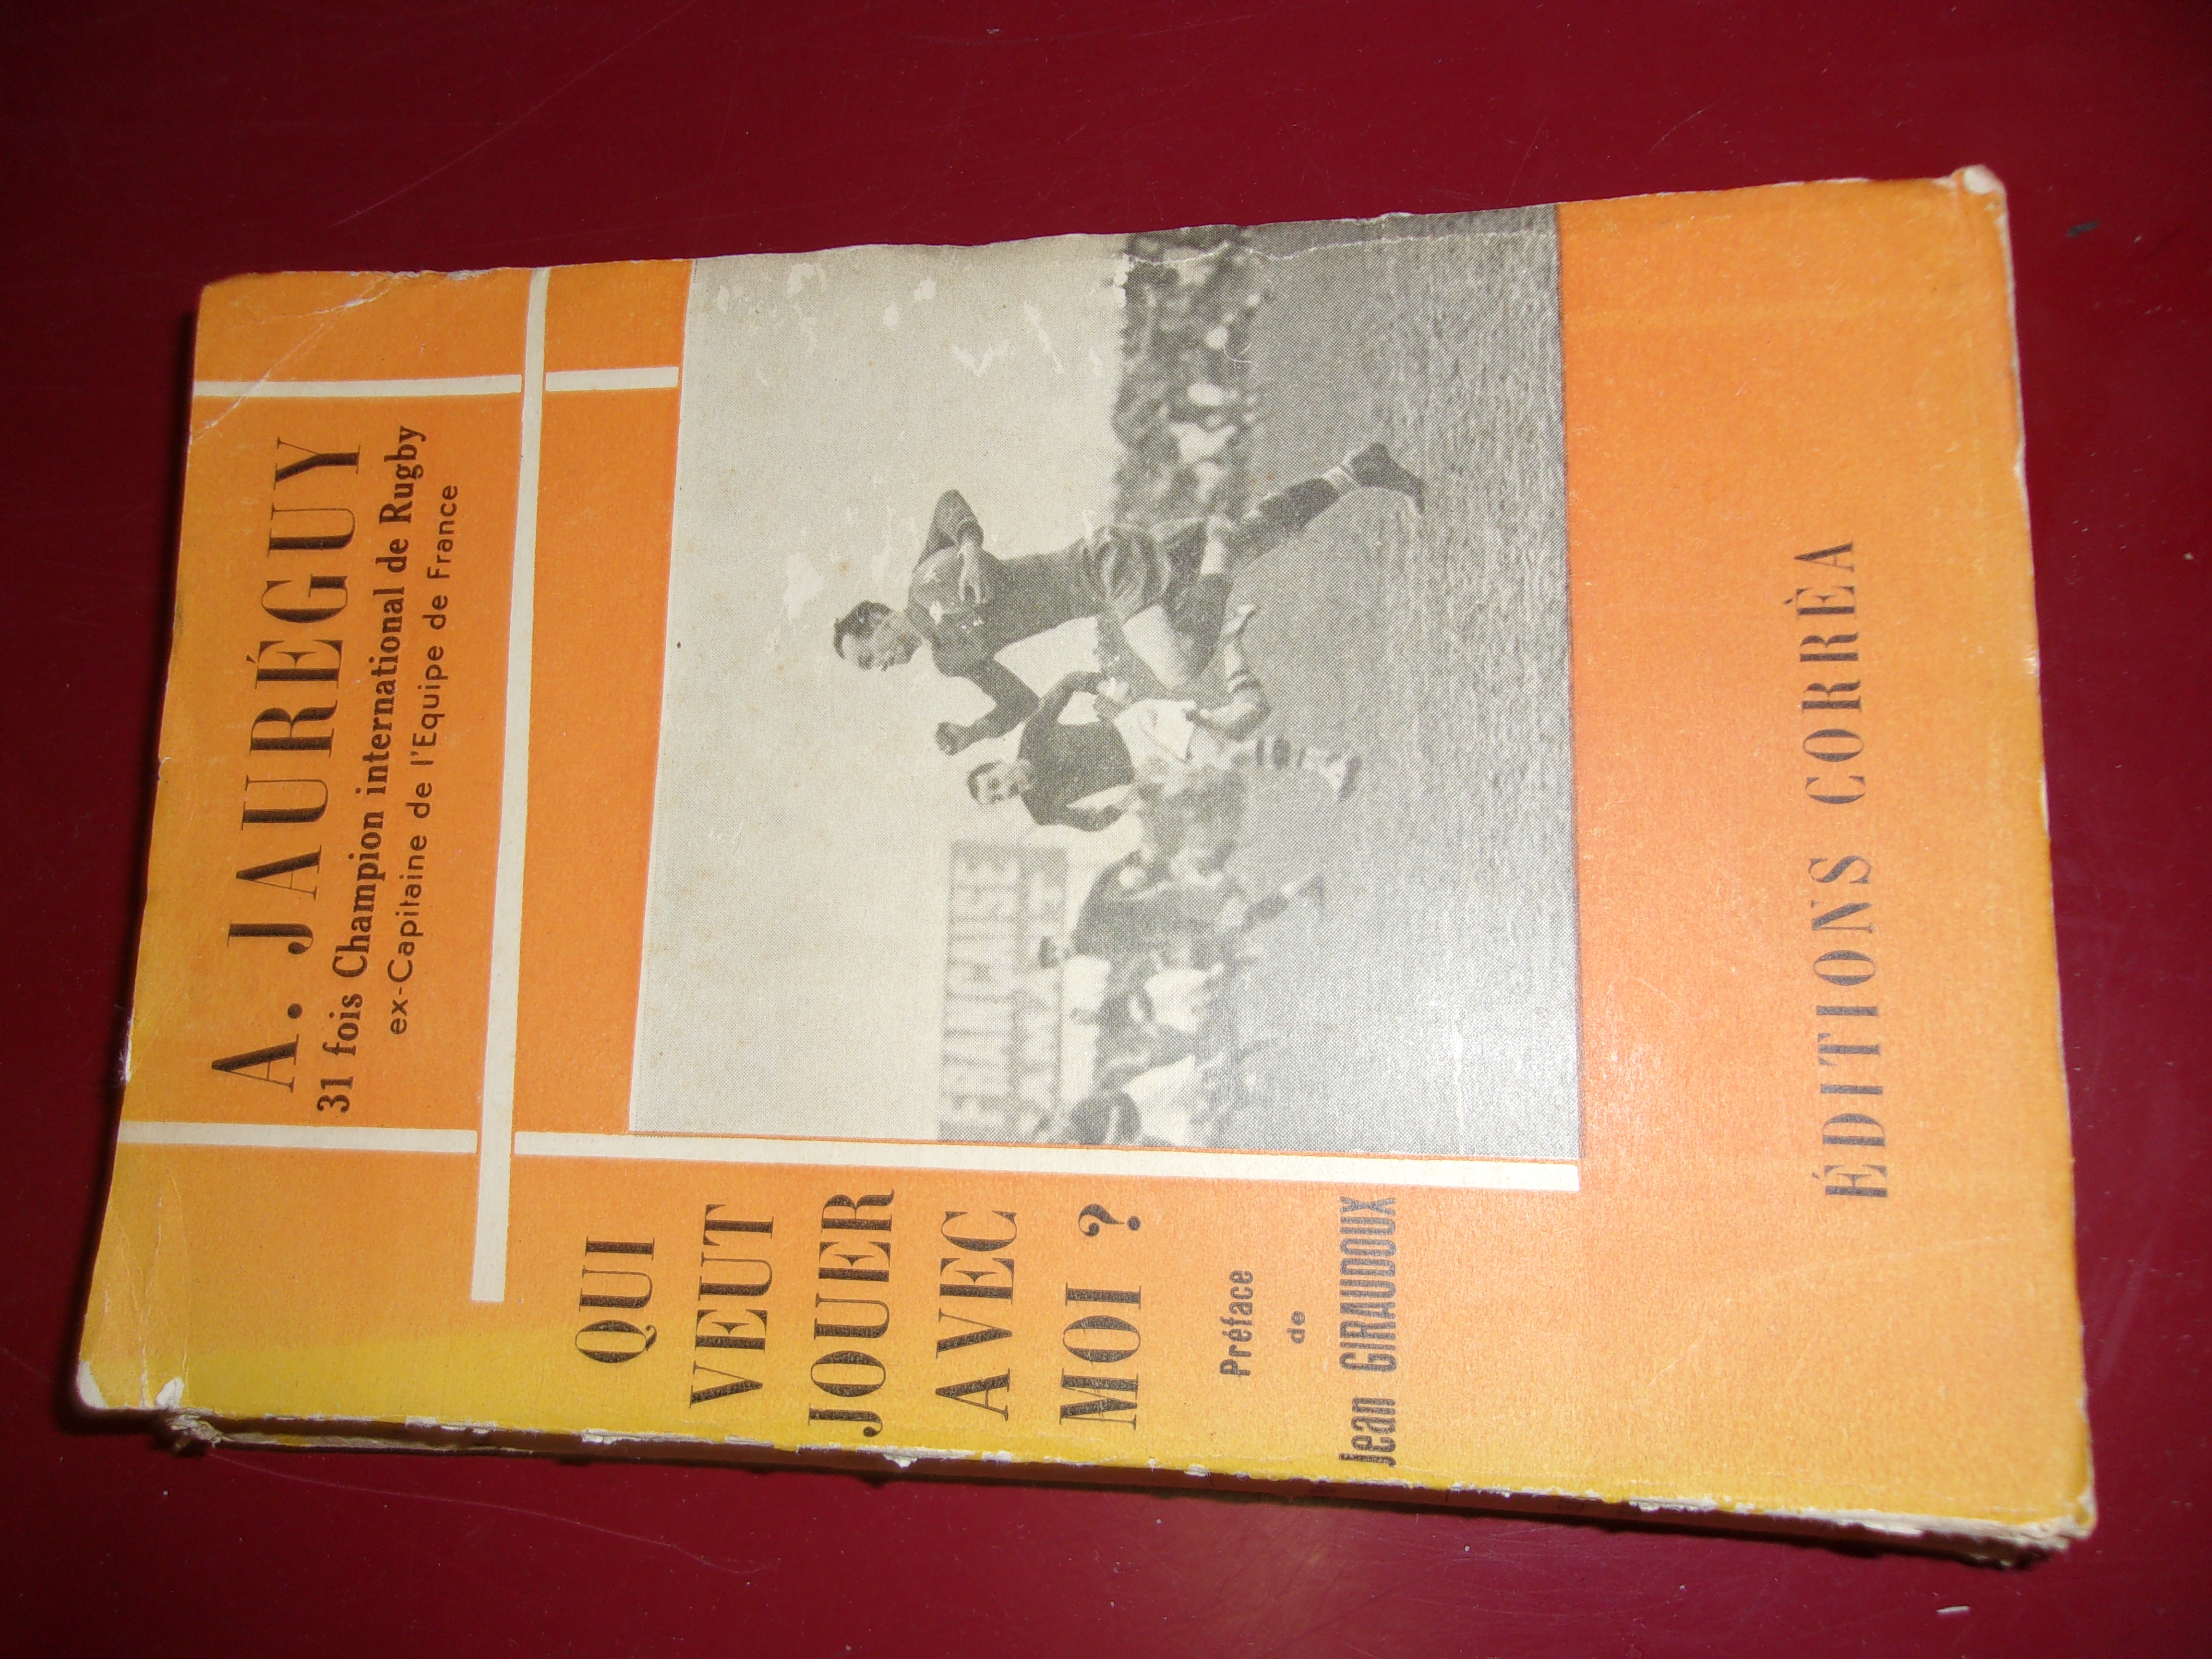 A. JAURÉGUY
31 fois Champion international de Rugby
ex-Capitaine de l'Equipe de France
QUI
VEUT
JOUER
AVEC
MOI ?
Préface
de
Jean GIRAUDOUX
ÉDITIONS CORRÈA